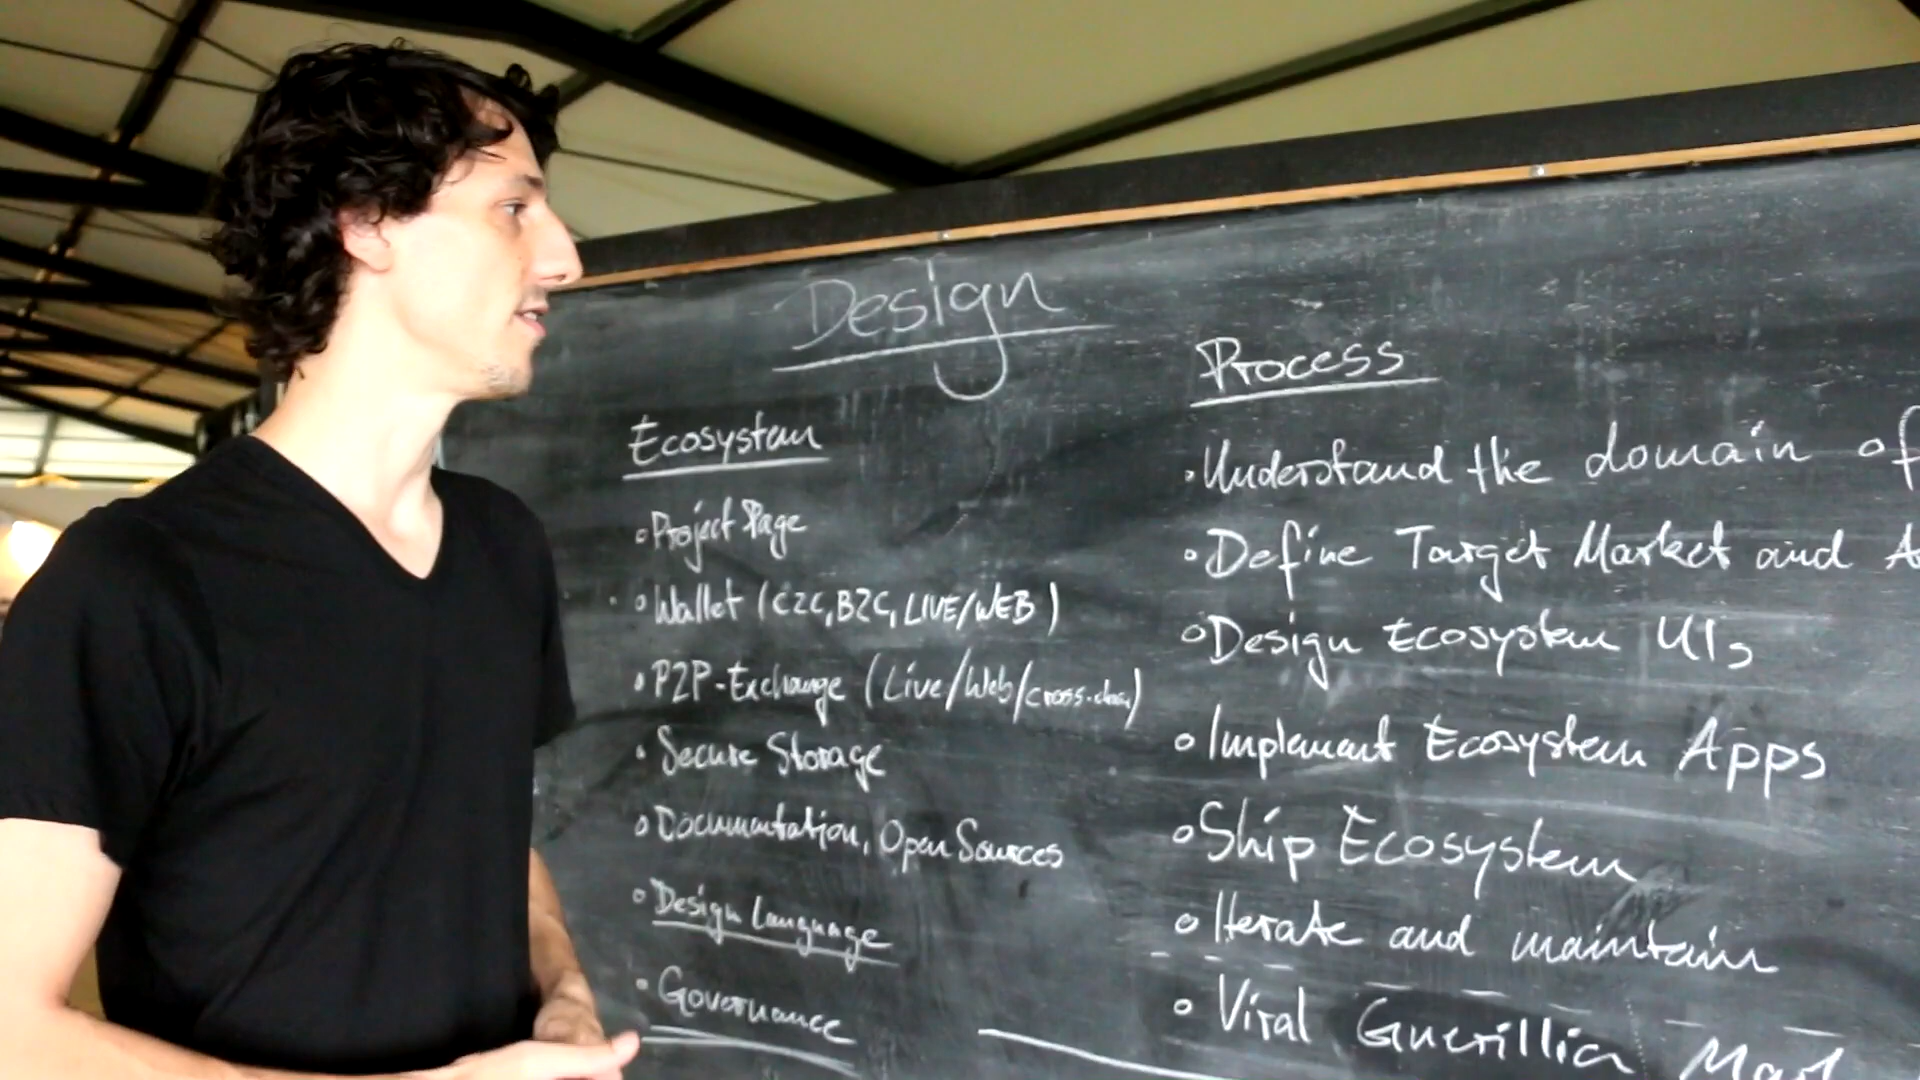 Design
Ecosystem
Project Page
Wallet (C2C, B2C, LIVE/WEB)
P2P-Exchange (Live/Web/cross-chain)
Secure Storage
Documentation, Open Sources
Design Language
Governance
Process
Understand the domain of
Define Target Market and
Design Ecosystem UIs
Implement Ecosystem Apps
Ship Ecosystem
Iterate and maintain
Viral Guerillia